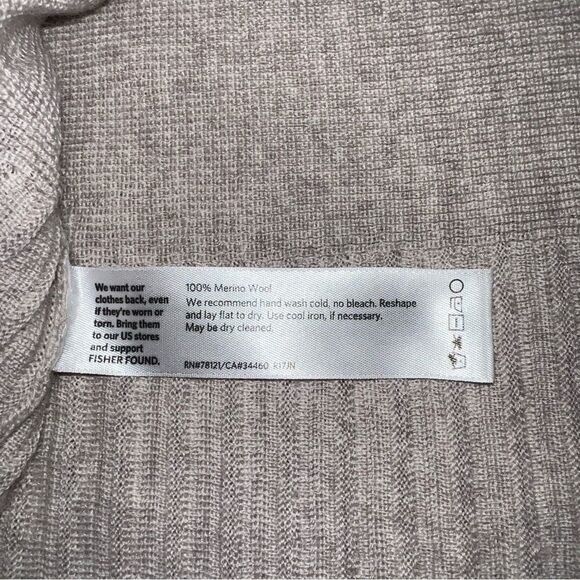 We want our
clothes back, even
if they're worn or
torn. Bring them
to our US stores
and support
FISHER FOUND.
100% Merino Wool
We recommend hand wash cold, no bleach. Reshape
and lay flat to dry. Use cool iron, if necessary.
May be dry cleaned.
RN#78121/CA#34460 R17JN